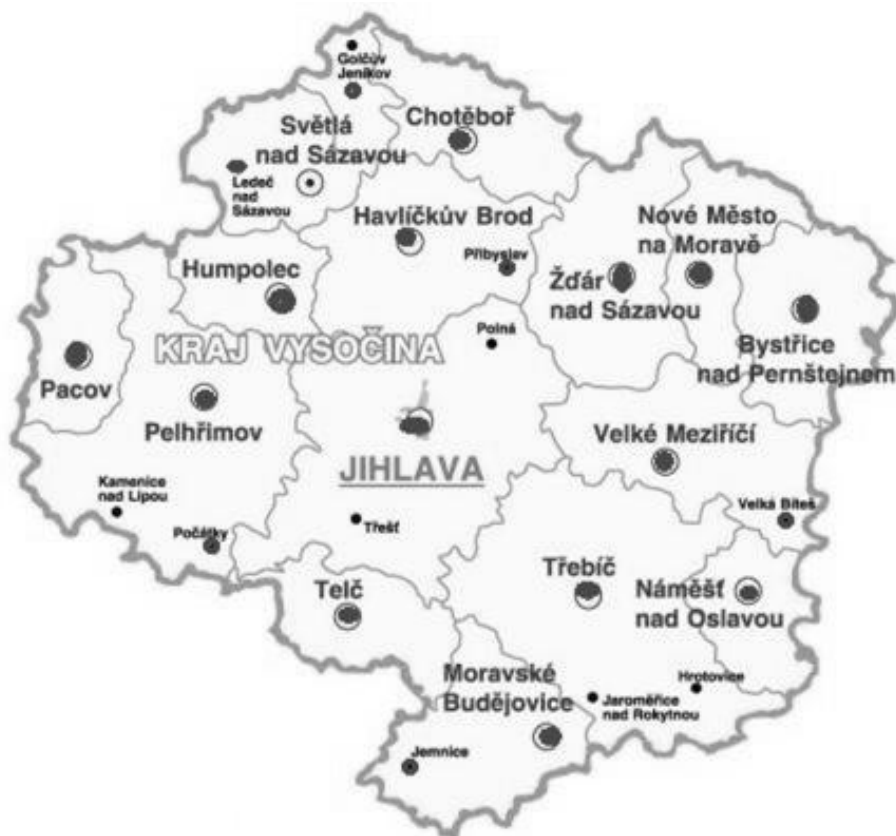 Golčův
Jeníkov
Chotěboř
Světlá
nad Sázavou
Ledeč
nad
Sázavou
Havlíčkův Brod
Přibyslav
Nové Město
na Moravě
Žďár
nad Sázavou
Humpolec
Bystřice
nad Pernštejnem
Polná
KRAJ VYSOČINA
Pacov
Pelhřimov
Velké Meziříčí
JIHLAVA
Kamenice
nad Lipou
Velká Bíteš
Třešť
Počátky
Telč
Třebíč
Náměšť
nad Oslavou
Moravské
Budějovice
Hrotovice
Jaroměřice
nad Rokytnou
Jemnice